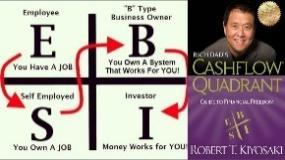 Employee
E
You Have A JOB
"B" Type
Business Owner
B
You Own A System
That Works For YOU!
Self Employed
S
You Own A JOB
Investor
I
Money Works for YOU!
RICH DAD'S
CASHFLOW
QUADRANT
GUIDE TO FINANCIAL FREEDOM
E B
S I
ROBERT T. KIYOSAKI